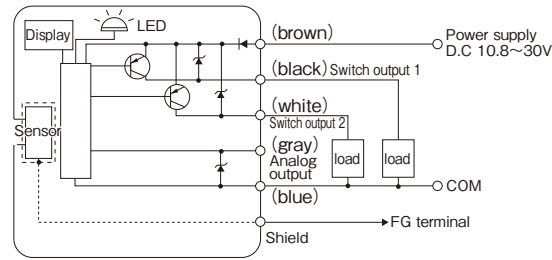 LED
Display
(brown)
Power supply
D.C 10.8～30V
(black) Switch output 1
(white)
Switch output 2
Sensor
(gray)
Analog
output
load
load
(blue)
COM
FG terminal
Shield